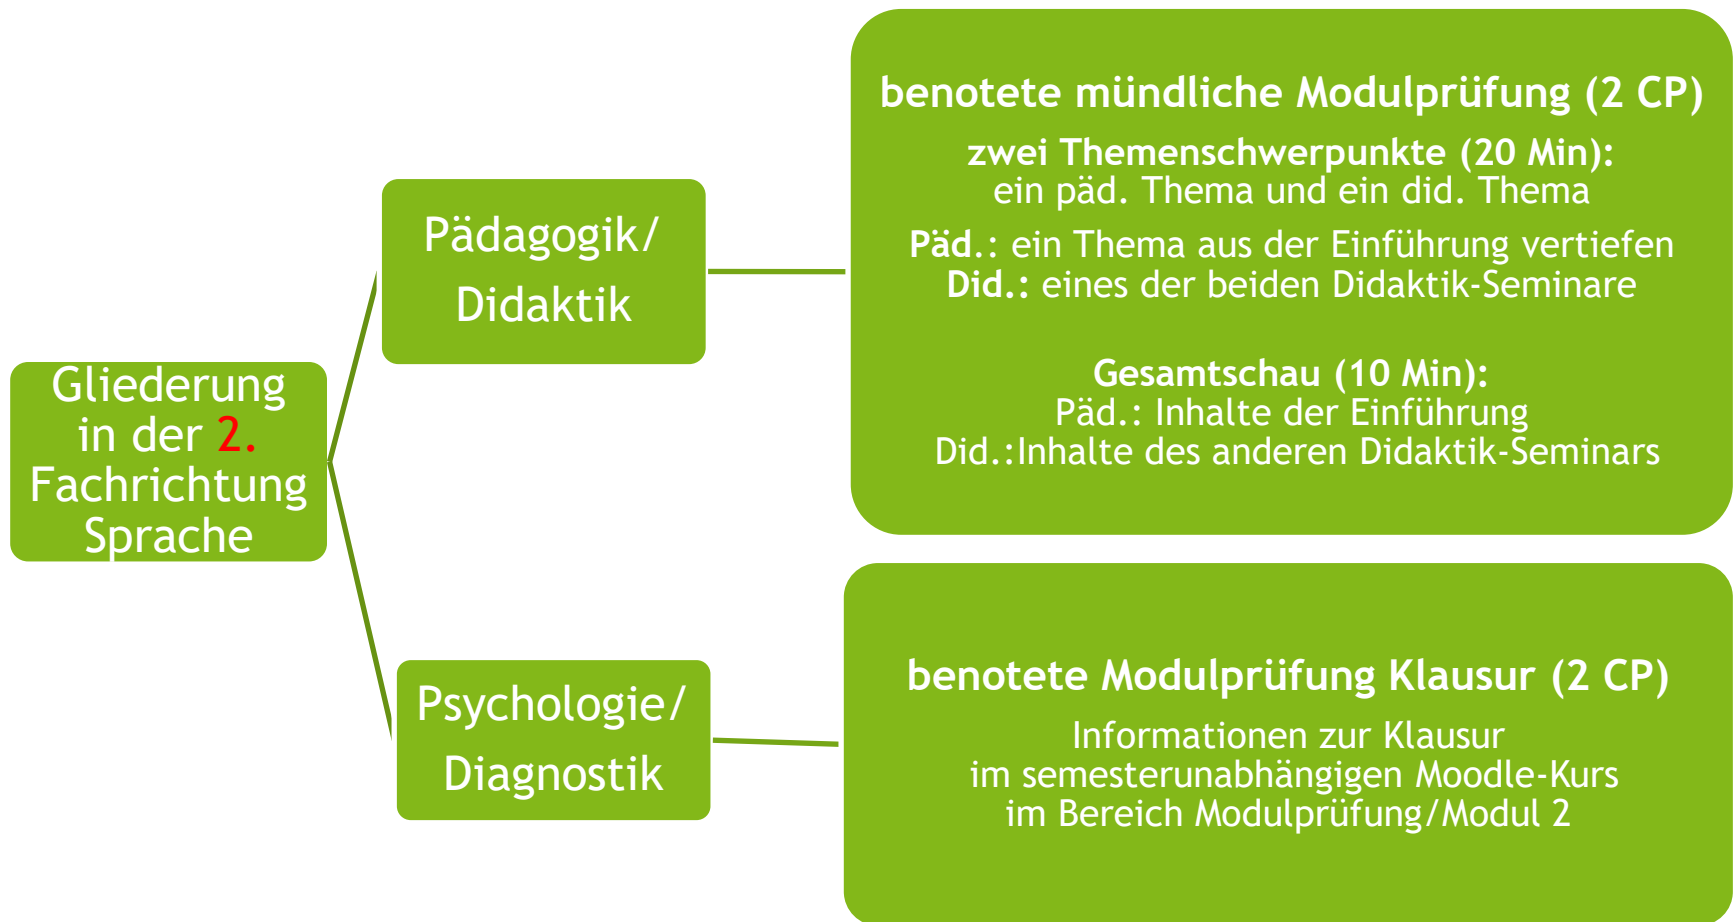 Gliederung
in der 2.
Fachrichtung
Sprache
Pädagogik/
Didaktik
benotete mündliche Modulprüfung (2 CP)
zwei Themenschwerpunkte (20 Min):
ein päd. Thema und ein did. Thema
Päd.: ein Thema aus der Einführung vertiefen
Did.: eines der beiden Didaktik-Seminare
Gesamtschau (10 Min):
Päd.: Inhalte der Einführung
Did.:Inhalte des anderen Didaktik-Seminars
Psychologie/
Diagnostik
benotete Modulprüfung Klausur (2 CP)
Informationen zur Klausur
im semesterunabhängigen Moodle-Kurs
im Bereich Modulprüfung/Modul 2